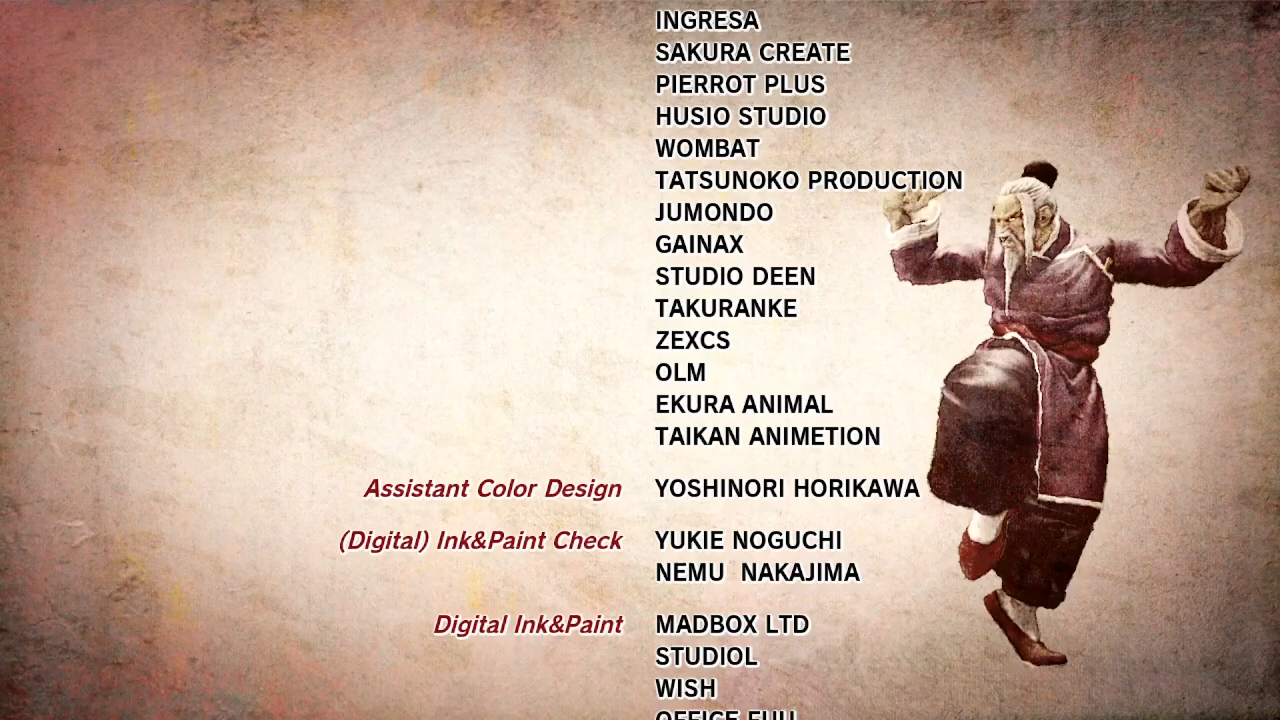 INGRESA
SAKURA CREATE
PIERROT PLUS
HUSIO STUDIO
WOMBAT
TATSUNOKO PRODUCTION
JUMONDO
GAINAX
STUDIO DEEN
TAKURANKE
ZEXCS
OLM
EKURA ANIMAL
TAIKAN ANIMETION
Assistant Color Design YOSHINORI HORIKAWA
(Digital) Ink&Paint Check YUKIE NOGUCHI
NEMU NAKAJIMA
Digital Ink&Paint MADBOX LTD
STUDIOL
WISH
OFFICE